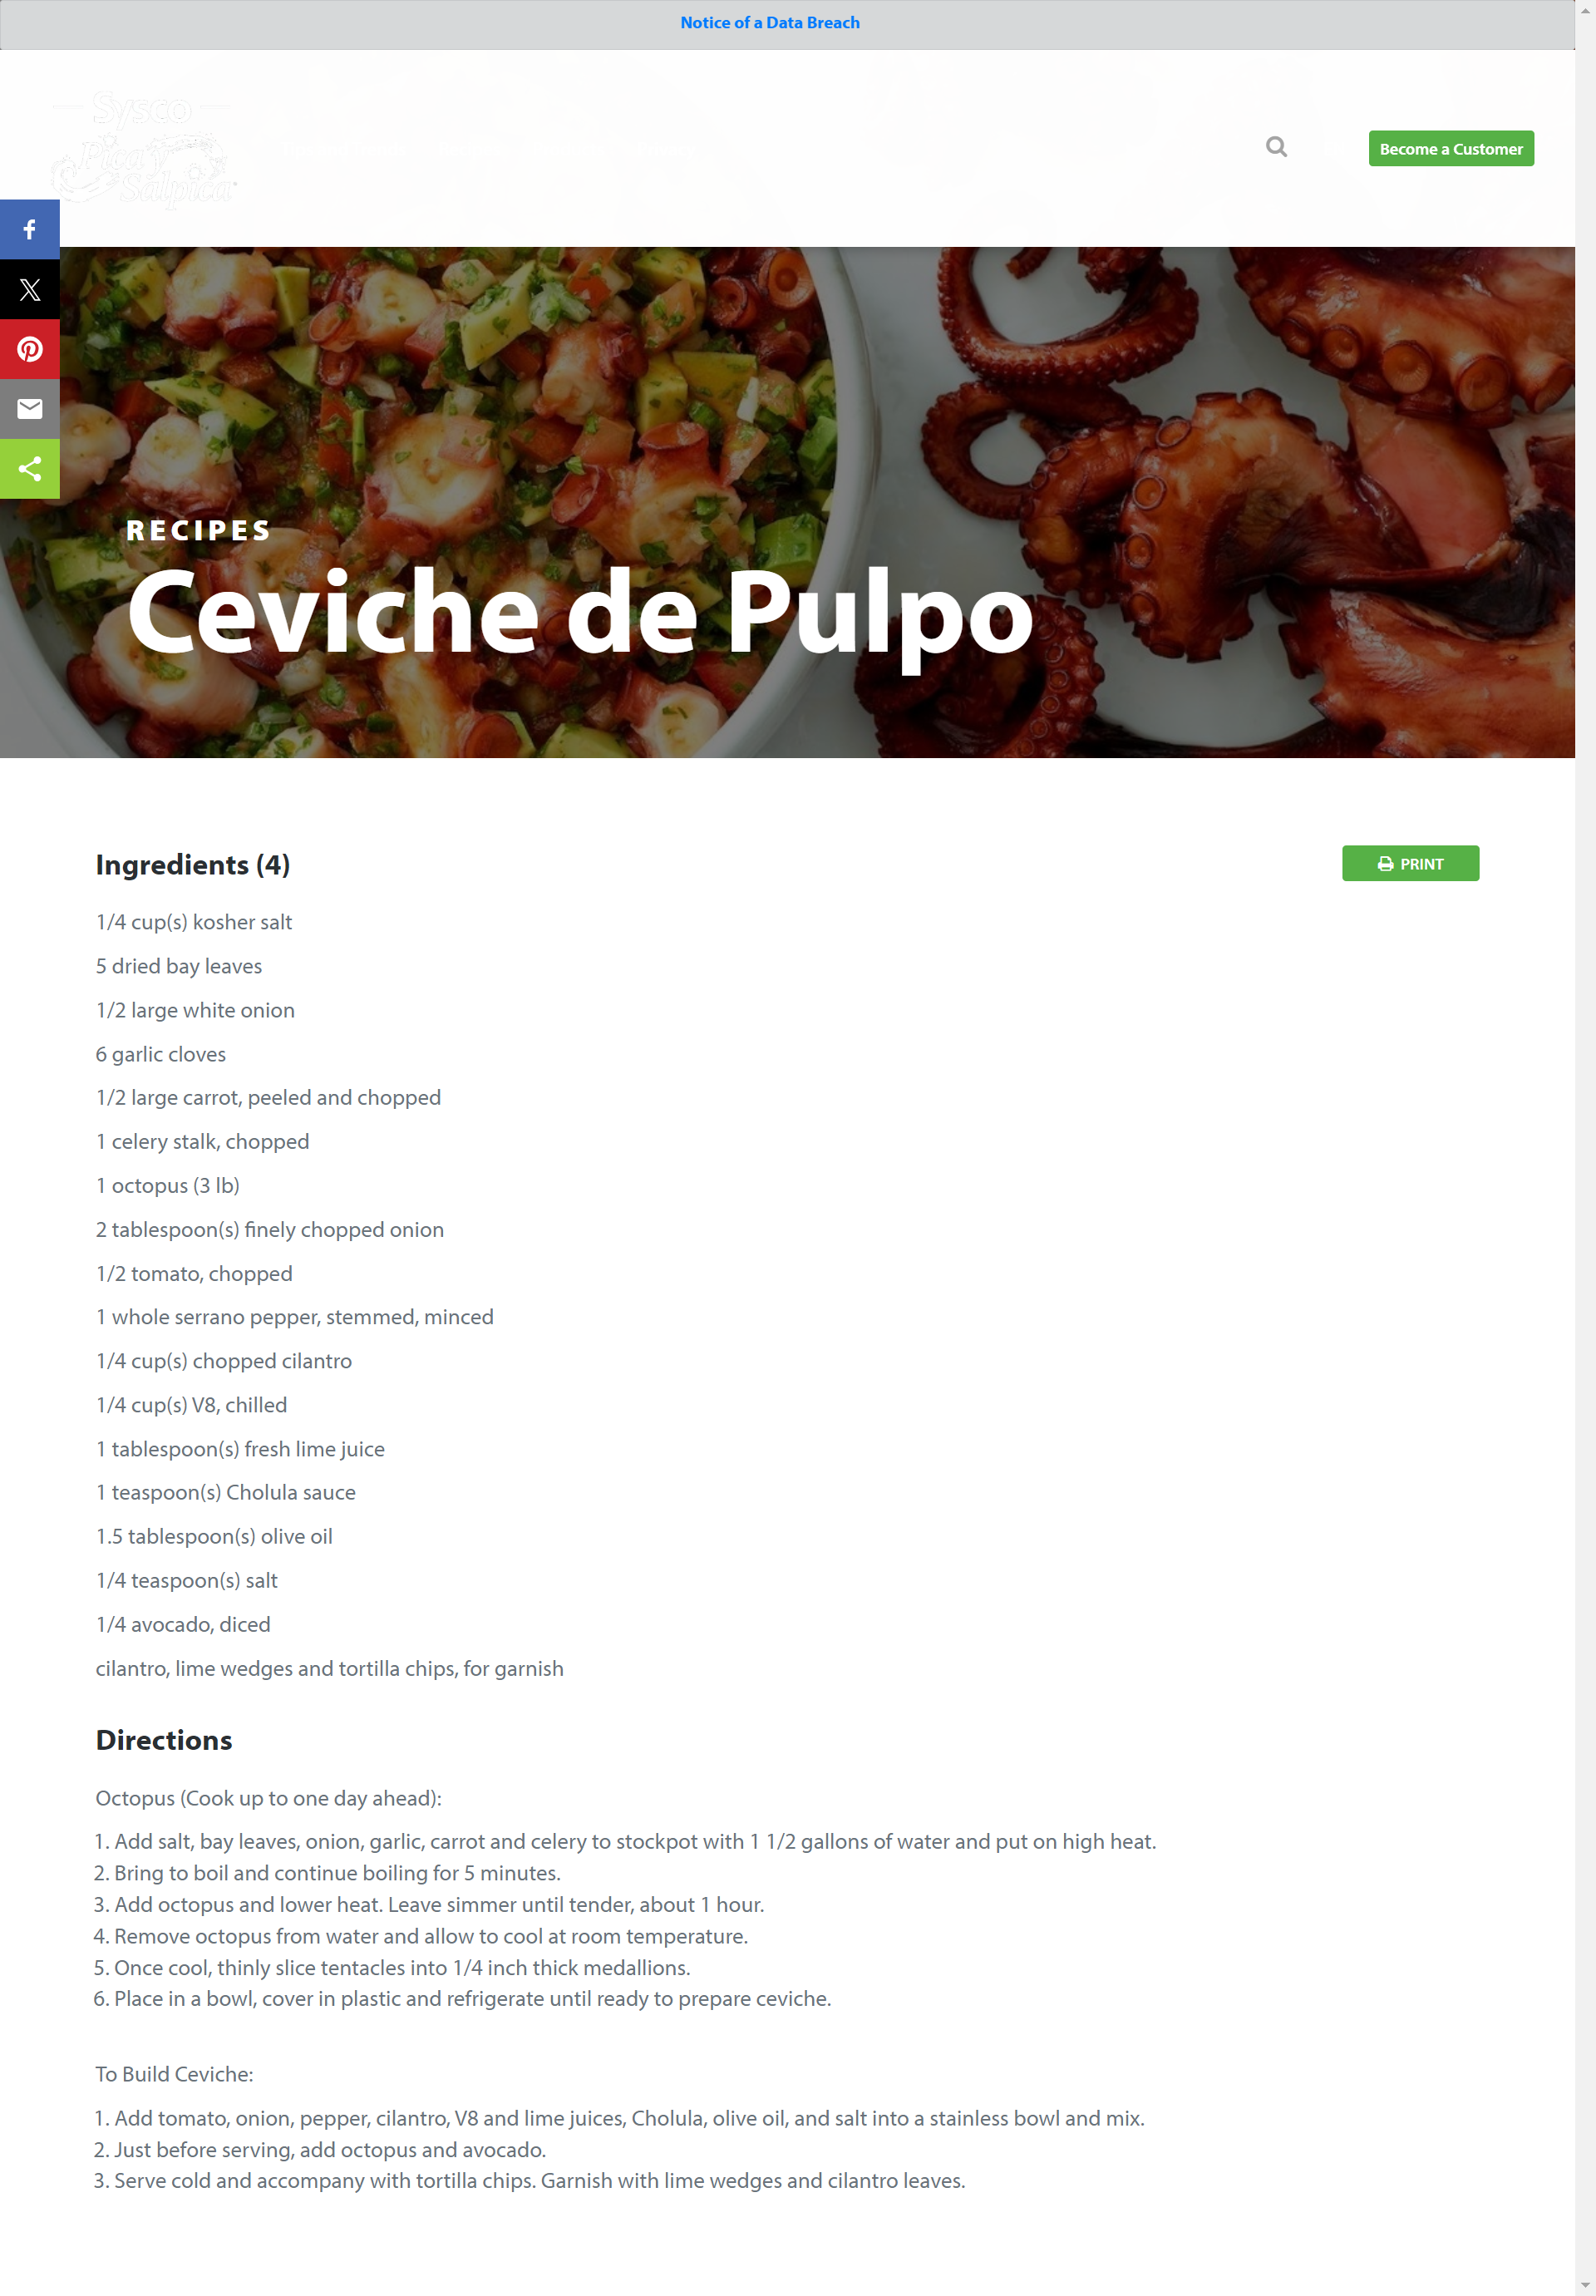 Notice of a Data Breach
Sysco
Pica y
Salpica
Become a Customer
RECIPES
Ceviche de Pulpo
Ingredients (4)
PRINT
1/4 cup(s) kosher salt
5 dried bay leaves
1/2 large white onion
6 garlic cloves
1/2 large carrot, peeled and chopped
1 celery stalk, chopped
1 octopus (3 lb)
2 tablespoon(s) finely chopped onion
1/2 tomato, chopped
1 whole serrano pepper, stemmed, minced
1/4 cup(s) chopped cilantro
1/4 cup(s) V8, chilled
1 tablespoon(s) fresh lime juice
1 teaspoon(s) Cholula sauce
1.5 tablespoon(s) olive oil
1/4 teaspoon(s) salt
1/4 avocado, diced
cilantro, lime wedges and tortilla chips, for garnish
Directions
Octopus (Cook up to one day ahead):
1. Add salt, bay leaves, onion, garlic, carrot and celery to stockpot with 1 1/2 gallons of water and put on high heat.
2. Bring to boil and continue boiling for 5 minutes.
3. Add octopus and lower heat. Leave simmer until tender, about 1 hour.
4. Remove octopus from water and allow to cool at room temperature.
5. Once cool, thinly slice tentacles into 1/4 inch thick medallions.
6. Place in a bowl, cover in plastic and refrigerate until ready to prepare ceviche.
To Build Ceviche:
1. Add tomato, onion, pepper, cilantro, V8 and lime juices, Cholula, olive oil, and salt into a stainless bowl and mix.
2. Just before serving, add octopus and avocado.
3. Serve cold and accompany with tortilla chips. Garnish with lime wedges and cilantro leaves.